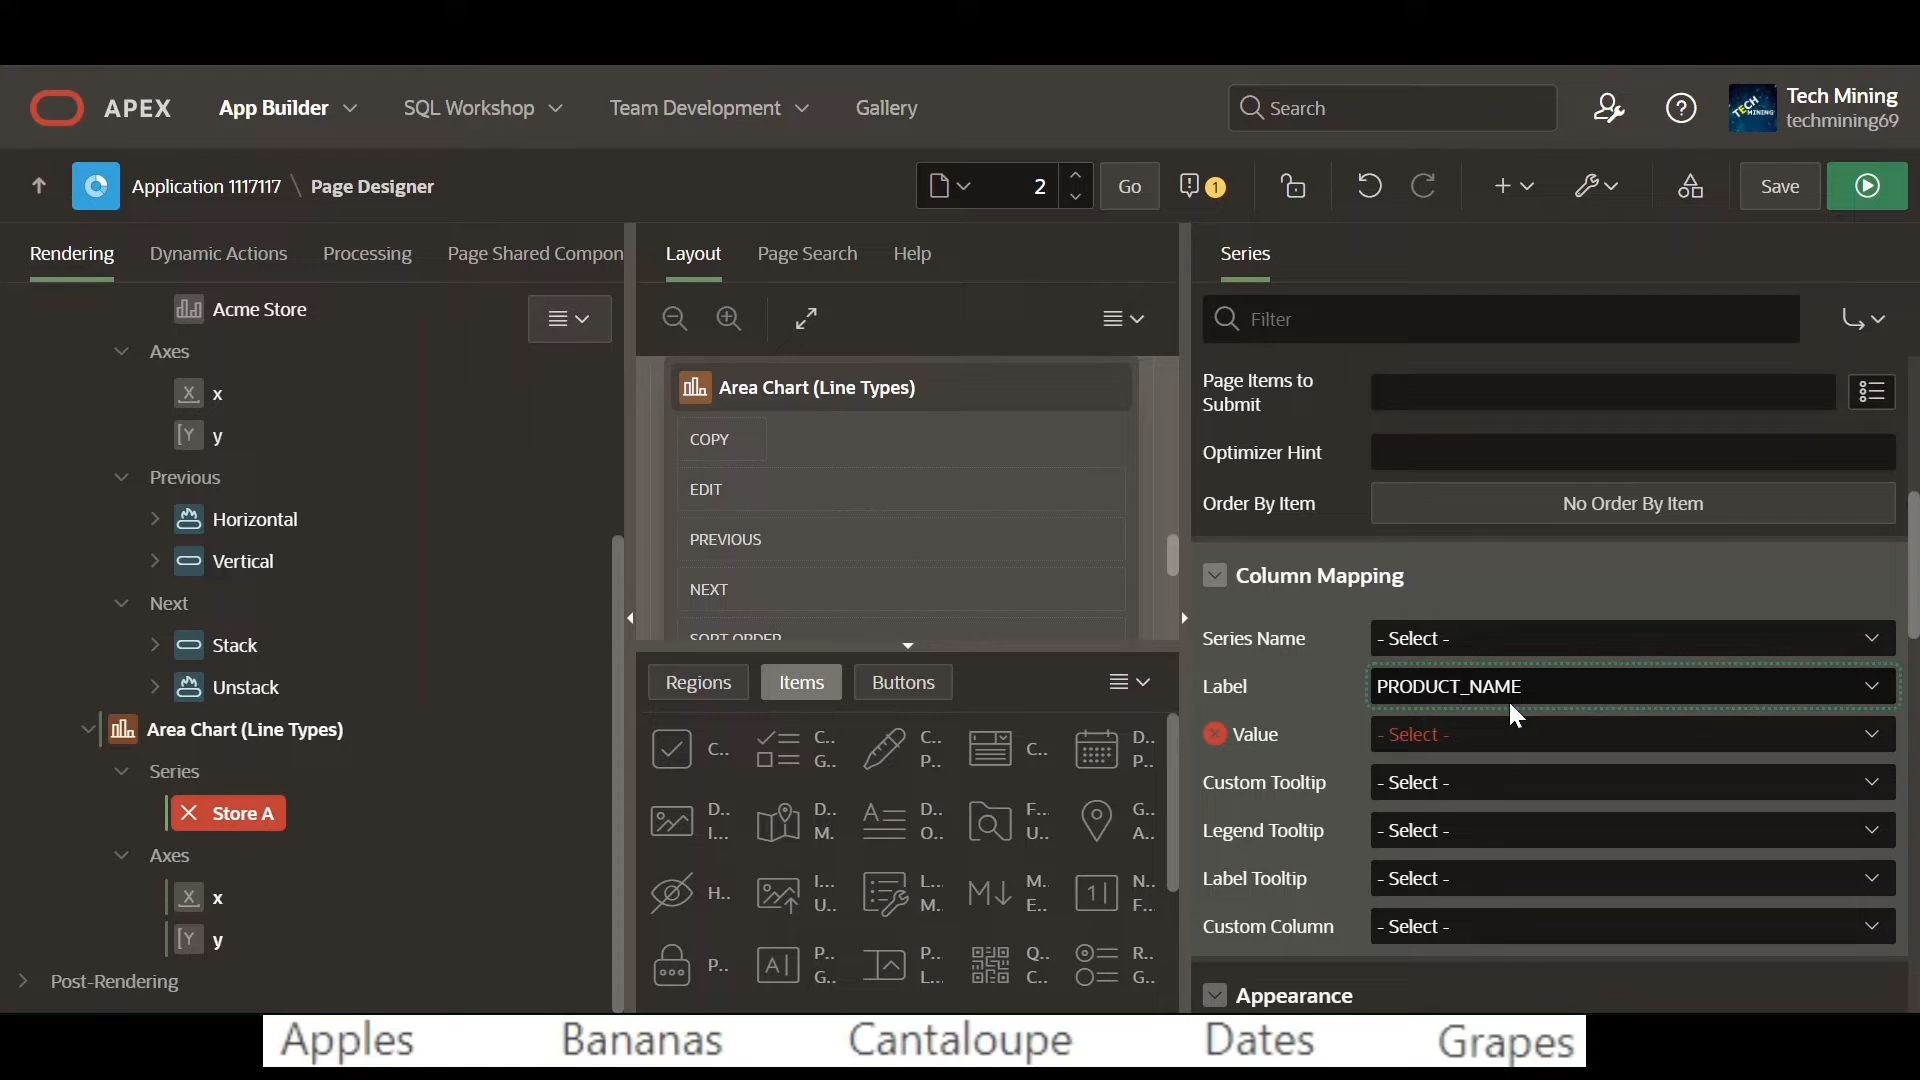 APEX App Builder SQL Workshop Team Development Gallery Search Tech Mining
techmining69
TECH MINING
Application 1117117 \ Page Designer 2 Go 1 Save
Rendering Dynamic Actions Processing Page Shared Compon
Acme Store
Axes
x
y
Previous
Horizontal
Vertical
Next
Stack
Unstack
Area Chart (Line Types)
Series
Store A
Axes
x
y
Post-Rendering
Layout Page Search Help
Area Chart (Line Types)
COPY
EDIT
PREVIOUS
NEXT
SORT ORDER
Regions Items Buttons
C.. C.. C.. C.. D..
G.. P.. P..
D.. D.. D.. F... G..
I... M. O.. U.. A..
H.. I... L... M. N..
U.. M. E.. F...
P.. P.. P.. Q.. R..
G.. L... C.. G..
Series
Filter
Page Items to
Submit
Optimizer Hint
Order By Item No Order By Item
Column Mapping
Series Name - Select -
Label PRODUCT_NAME
Value - Select -
Custom Tooltip - Select -
Legend Tooltip - Select -
Label Tooltip - Select -
Custom Column - Select -
Appearance
Apples Bananas Cantaloupe Dates Grapes